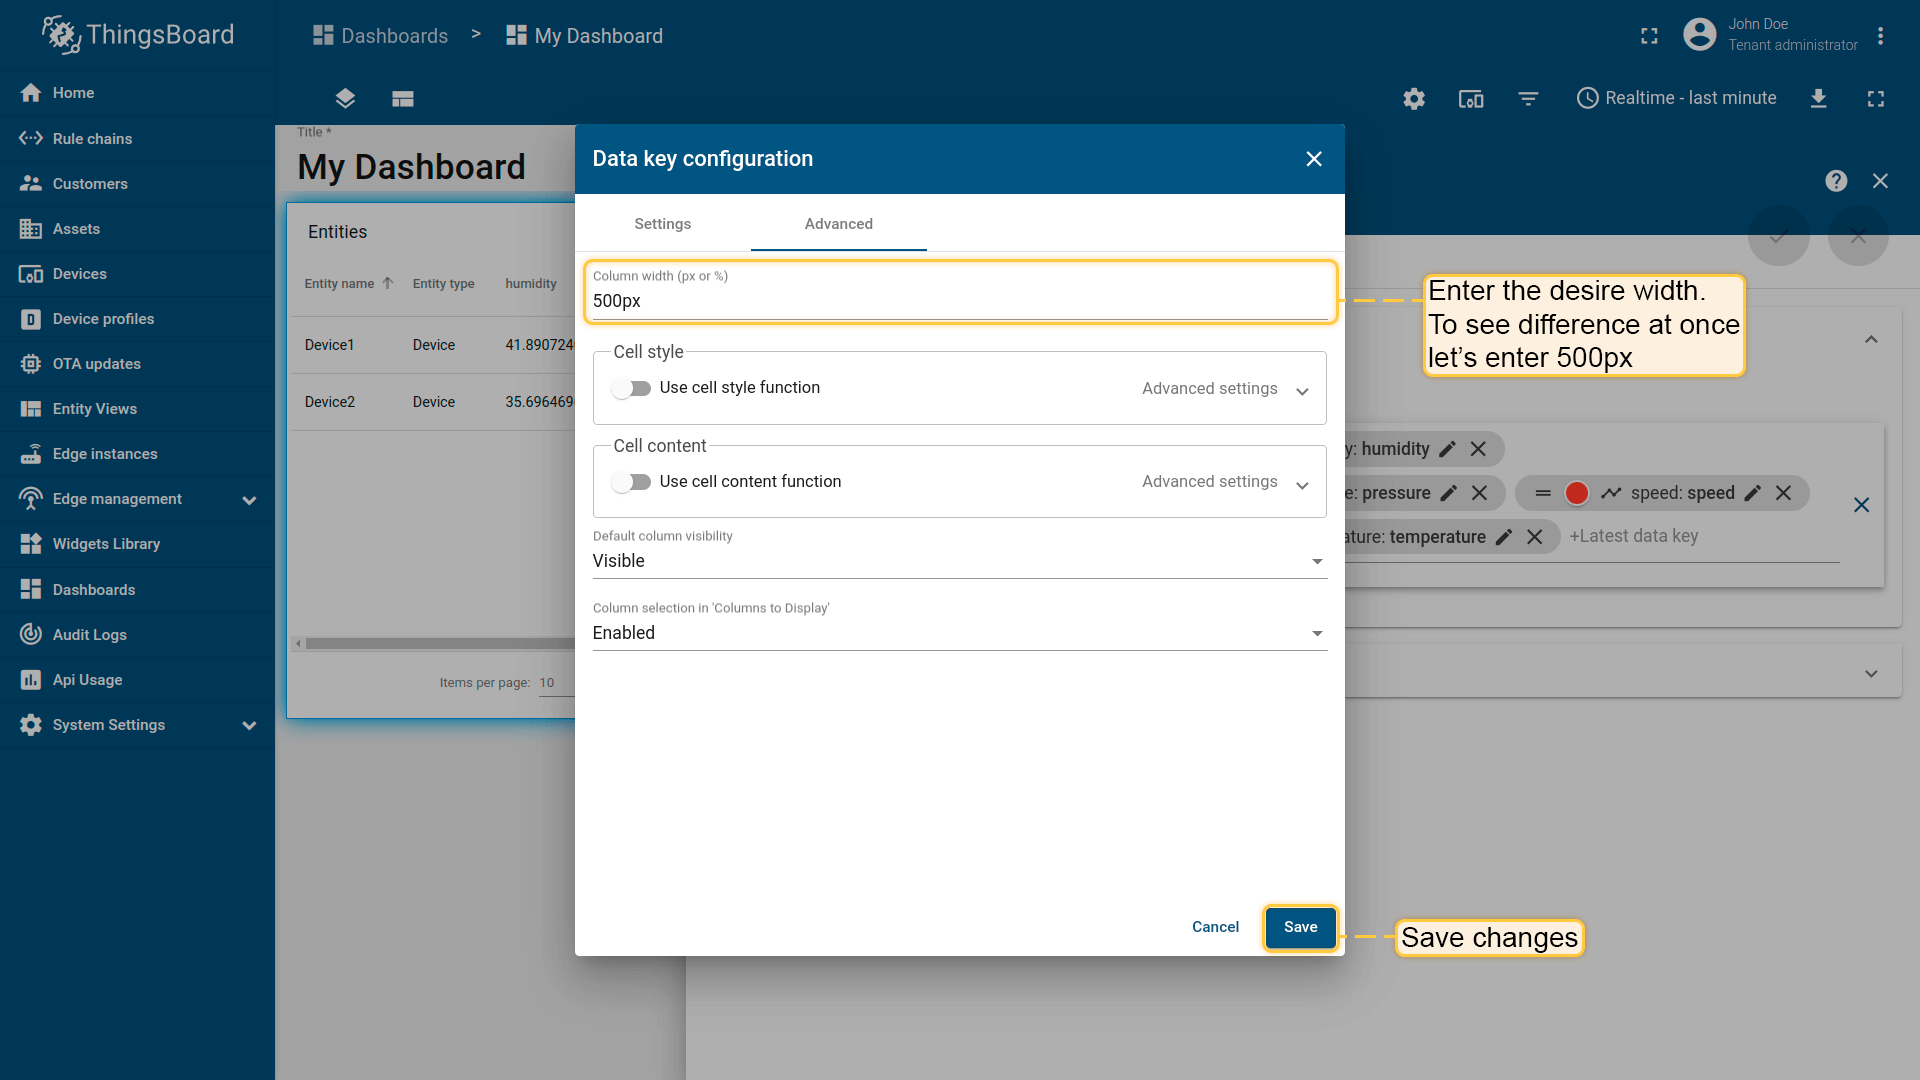 ThingsBoard
Dashboards > My Dashboard
John Doe
Tenant administrator
Home
Rule chains
Customers
Assets
Devices
Device profiles
OTA updates
Entity Views
Edge instances
Edge management
Widgets Library
Dashboards
Audit Logs
Api Usage
System Settings
Realtime - last minute
Title *
My Dashboard
Entities
Entity name Entity type humidity
Device1 Device 41.890724
Device2 Device 35.696469
Items per page: 10
Data key configuration
Settings Advanced
Column width (px or %)
500px
Cell style
Use cell style function Advanced settings
Cell content
Use cell content function Advanced settings
Default column visibility
Visible
Column selection in 'Columns to Display'
Enabled
Cancel Save
Enter the desire width.
To see difference at once
let's enter 500px
y: humidity
e: pressure speed: speed
ature: temperature +Latest data key
Save changes